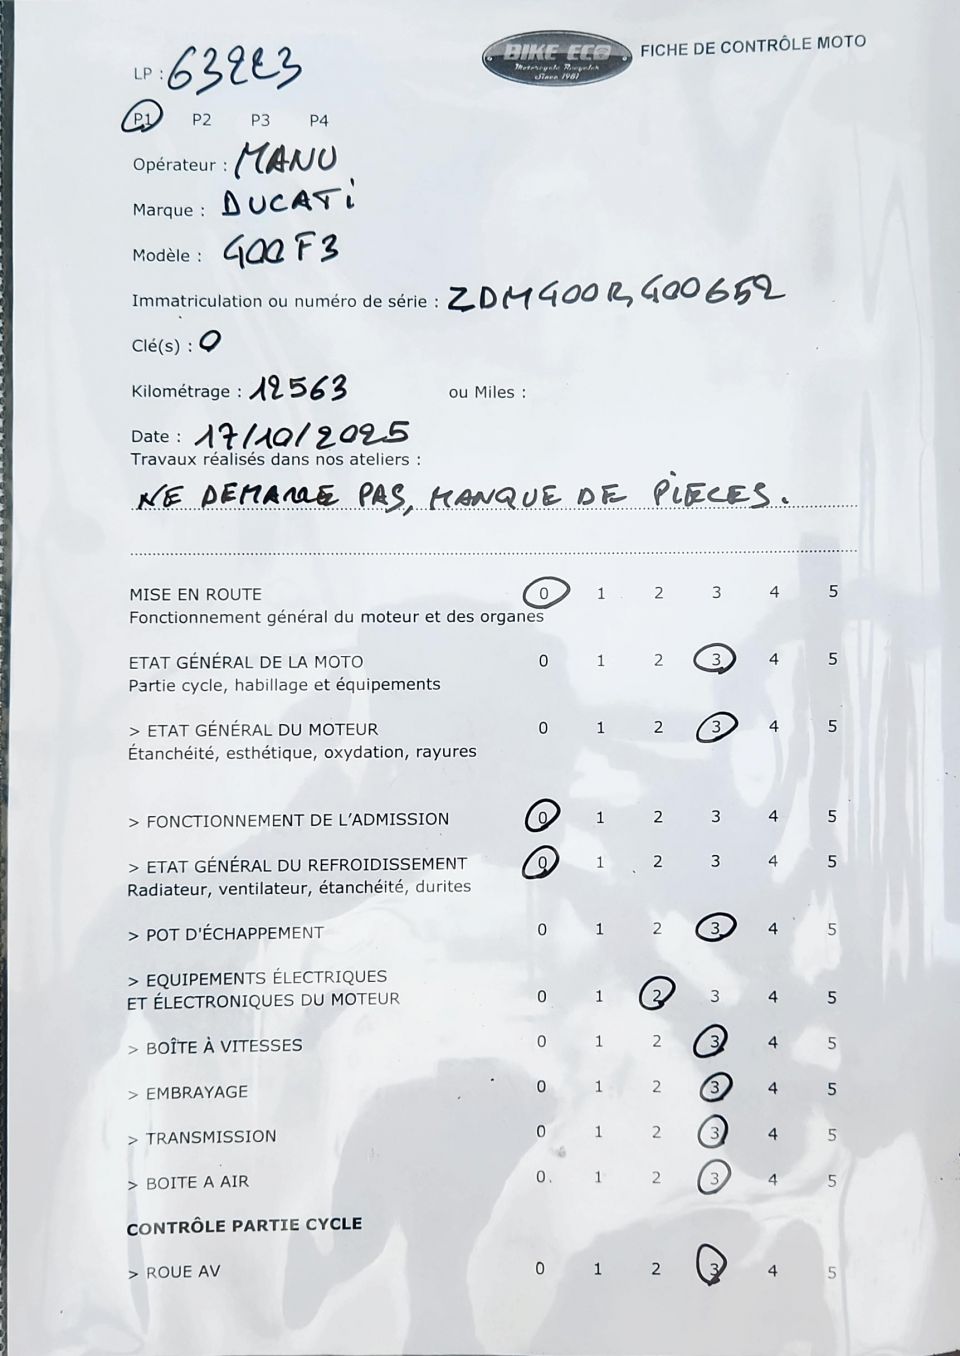 BIKE ECO
Motorcycle Recycler
Since 1981
FICHE DE CONTRÔLE MOTO
LP : 63223
P1 P2 P3 P4
Opérateur : MANU
Marque : DUCATi
Modèle : 400 F3
Immatriculation ou numéro de série : ZDM400R400652
Clé(s) : 0
Kilométrage : 12563 ou Miles :
Date : 17/10/2025
Travaux réalisés dans nos ateliers :
NE DEMARRE PAS, MANQUE DE PIECES.
MISE EN ROUTE 0 1 2 3 4 5
Fonctionnement général du moteur et des organes
ETAT GÉNÉRAL DE LA MOTO 0 1 2 3 4 5
Partie cycle, habillage et équipements
> ETAT GÉNÉRAL DU MOTEUR 0 1 2 3 4 5
Étanchéité, esthétique, oxydation, rayures
> FONCTIONNEMENT DE L'ADMISSION 0 1 2 3 4 5
> ETAT GÉNÉRAL DU REFROIDISSEMENT 0 1 2 3 4 5
Radiateur, ventilateur, étanchéité, durites
> POT D'ÉCHAPPEMENT 0 1 2 3 4 5
> EQUIPEMENTS ÉLECTRIQUES
ET ÉLECTRONIQUES DU MOTEUR 0 1 2 3 4 5
> BOÎTE À VITESSES 0 1 2 3 4 5
> EMBRAYAGE 0 1 2 3 4 5
> TRANSMISSION 0 1 2 3 4 5
> BOITE A AIR 0 1 2 3 4 5
CONTRÔLE PARTIE CYCLE
> ROUE AV 0 1 2 3 4 5